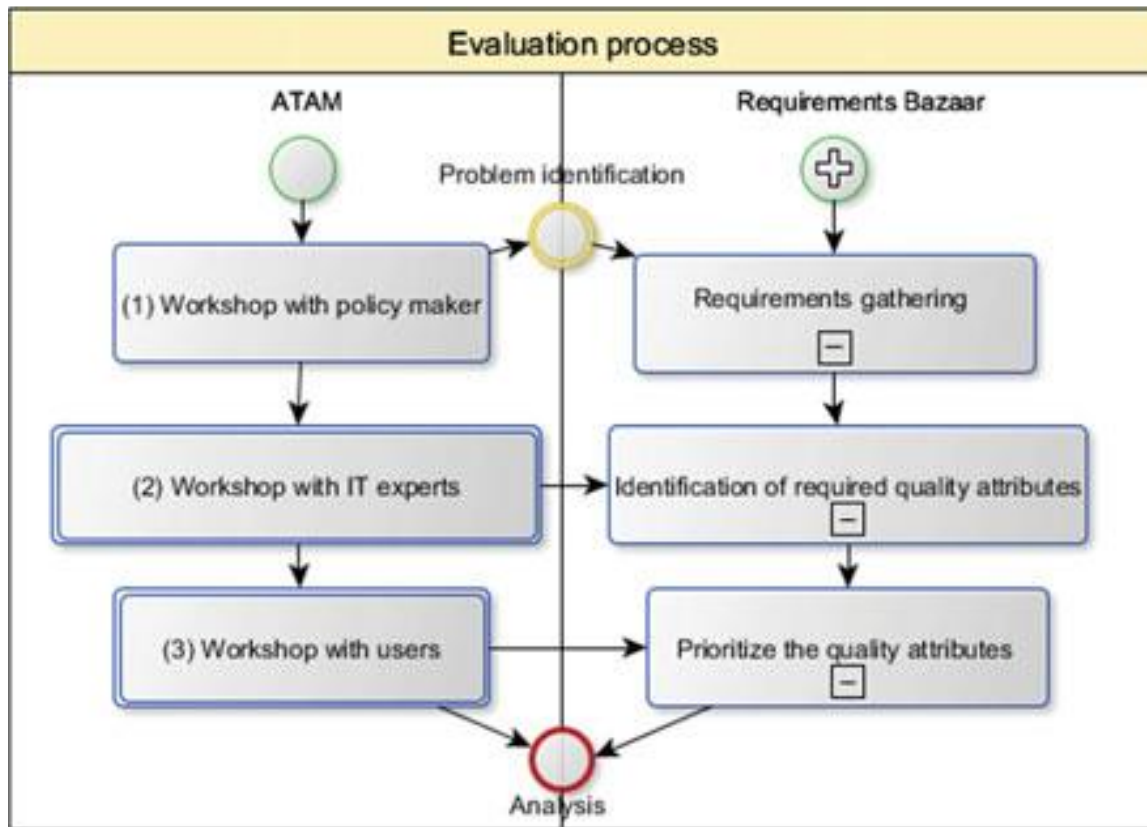 Evaluation process
ATAM
Requirements Bazaar
Problem identification
(1) Workshop with policy maker
Requirements gathering
(2) Workshop with IT experts
Identification of required quality attributes
(3) Workshop with users
Prioritize the quality attributes
Analysis